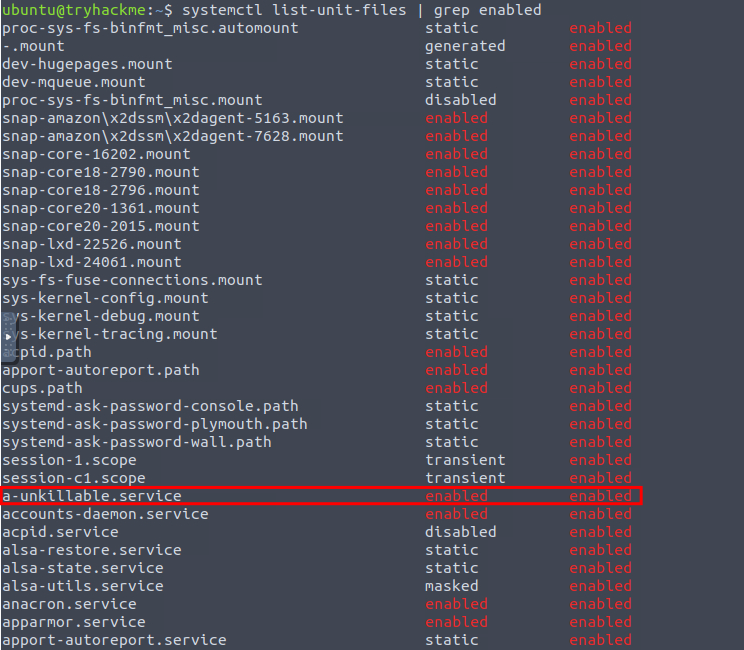 ubuntu@tryhackme:~$ systemctl list-unit-files | grep enabled
proc-sys-fs-binfmt_misc.automount static enabled
-.mount generated enabled
dev-hugepages.mount static enabled
dev-mqueue.mount static enabled
proc-sys-fs-binfmt_misc.mount disabled enabled
snap-amazon\x2dssm\x2dagent-5163.mount enabled enabled
snap-amazon\x2dssm\x2dagent-7628.mount enabled enabled
snap-core-16202.mount enabled enabled
snap-core18-2790.mount enabled enabled
snap-core18-2796.mount enabled enabled
snap-core20-1361.mount enabled enabled
snap-core20-2015.mount enabled enabled
snap-lxd-22526.mount enabled enabled
snap-lxd-24061.mount enabled enabled
sys-fs-fuse-connections.mount static enabled
sys-kernel-config.mount static enabled
sys-kernel-debug.mount static enabled
sys-kernel-tracing.mount static enabled
acpid.path enabled enabled
apport-autoreport.path enabled enabled
cups.path enabled enabled
systemd-ask-password-console.path static enabled
systemd-ask-password-plymouth.path static enabled
systemd-ask-password-wall.path static enabled
session-1.scope transient enabled
session-c1.scope transient enabled
a-unkillable.service enabled enabled
accounts-daemon.service enabled enabled
acpid.service disabled enabled
alsa-restore.service static enabled
alsa-state.service static enabled
alsa-utils.service masked enabled
anacron.service enabled enabled
apparmor.service enabled enabled
apport-autoreport.service static enabled